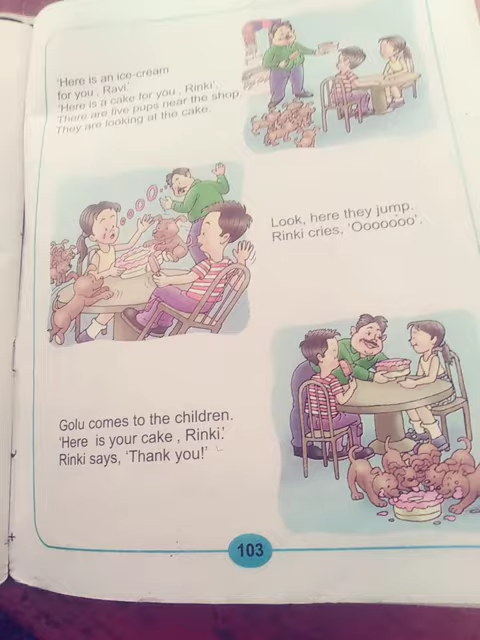 'Here is an ice-cream
for you , Ravi.'
'Here is a cake for you , Rinki'.
There are five pups near the shop.
They are looking at the cake.
Look, here they jump.
Rinki cries, 'Ooooooo'.
Golu comes to the children.
'Here is your cake , Rinki.'
Rinki says, 'Thank you!'
103